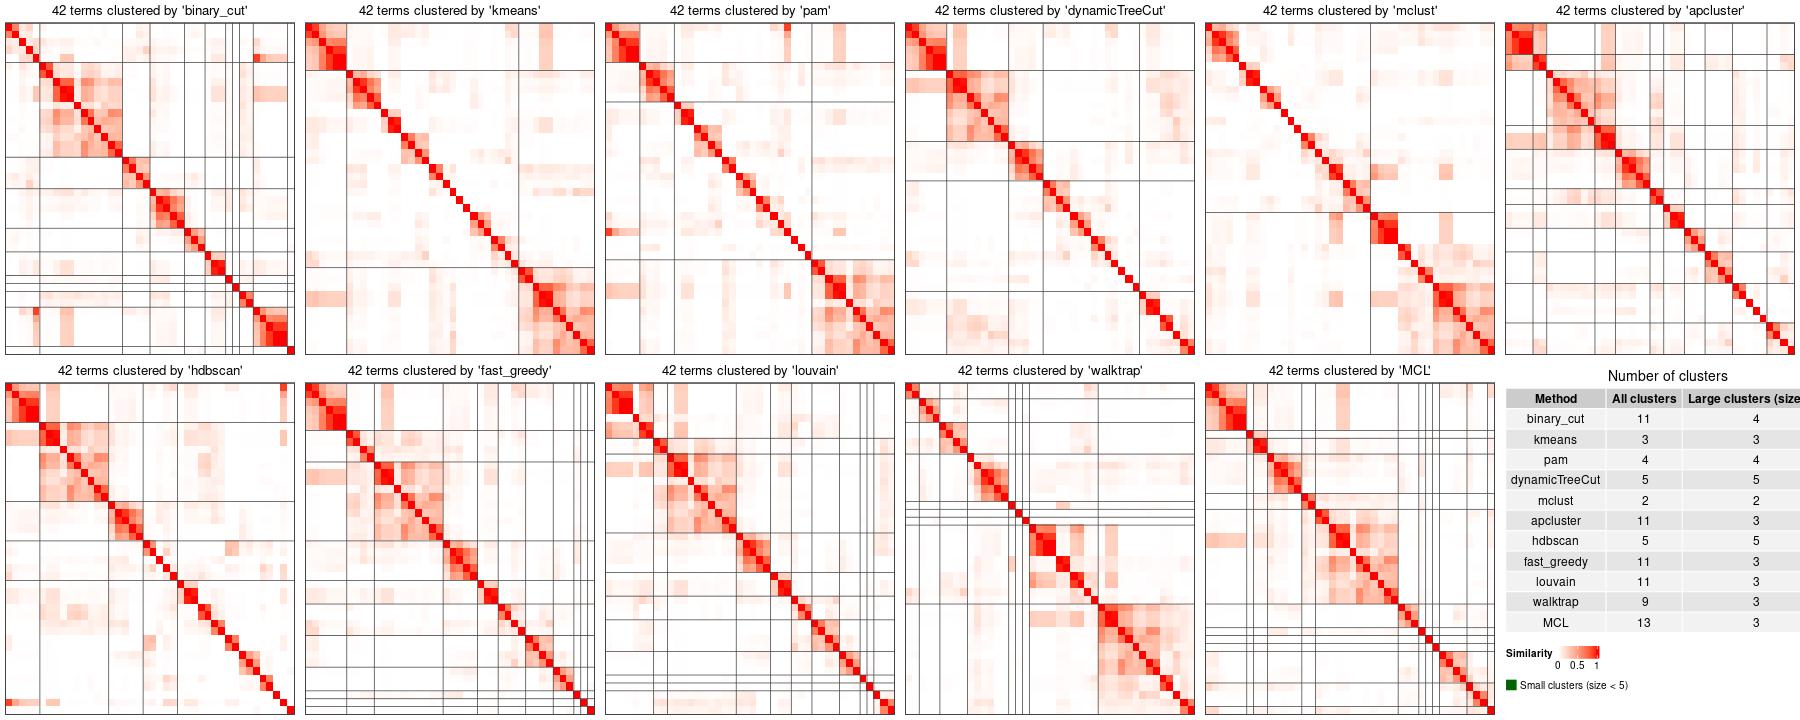 42 terms clustered by 'binary_cut'
42 terms clustered by 'kmeans'
42 terms clustered by 'pam'
42 terms clustered by 'dynamicTreeCut'
42 terms clustered by 'mclust'
42 terms clustered by 'apcluster'
42 terms clustered by 'hdbscan'
42 terms clustered by 'fast_greedy'
42 terms clustered by 'louvain'
42 terms clustered by 'walktrap'
42 terms clustered by 'MCL'
Number of clusters
Method All clusters Large clusters (size
binary_cut 11 4
kmeans 3 3
pam 4 4
dynamicTreeCut 5 5
mclust 2 2
apcluster 11 3
hdbscan 5 5
fast_greedy 11 3
louvain 11 3
walktrap 9 3
MCL 13 3
Similarity
0 0.5 1
Small clusters (size < 5)